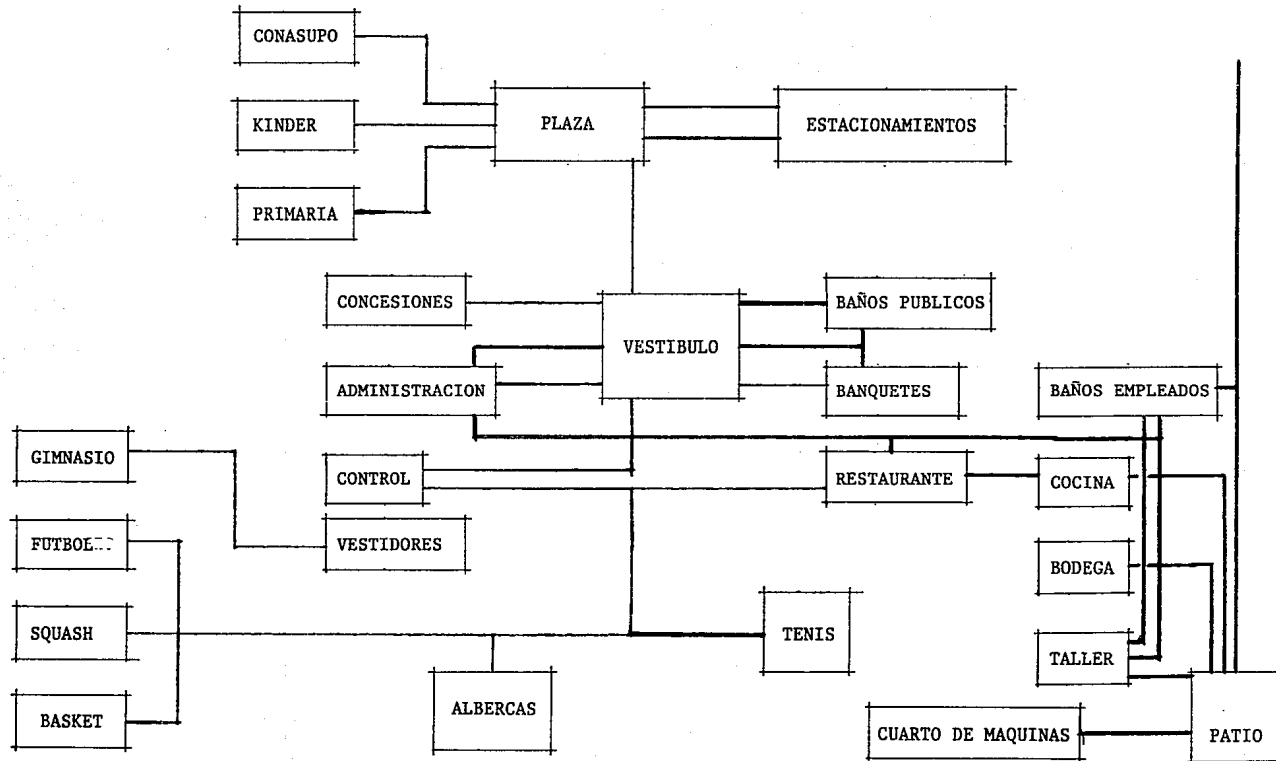 CONASUPO
KINDER
PLAZA
ESTACIONAMIENTOS
PRIMARIA
CONCESIONES
BAÑOS PUBLICOS
VESTIBULO
ADMINISTRACION
BANQUETES
BAÑOS EMPLEADOS
GIMNASIO
CONTROL
RESTAURANTE
COCINA
FUTBOL
VESTIDORES
BODEGA
SQUASH
TENIS
TALLER
BASKET
ALBERCAS
CUARTO DE MAQUINAS
PATIO